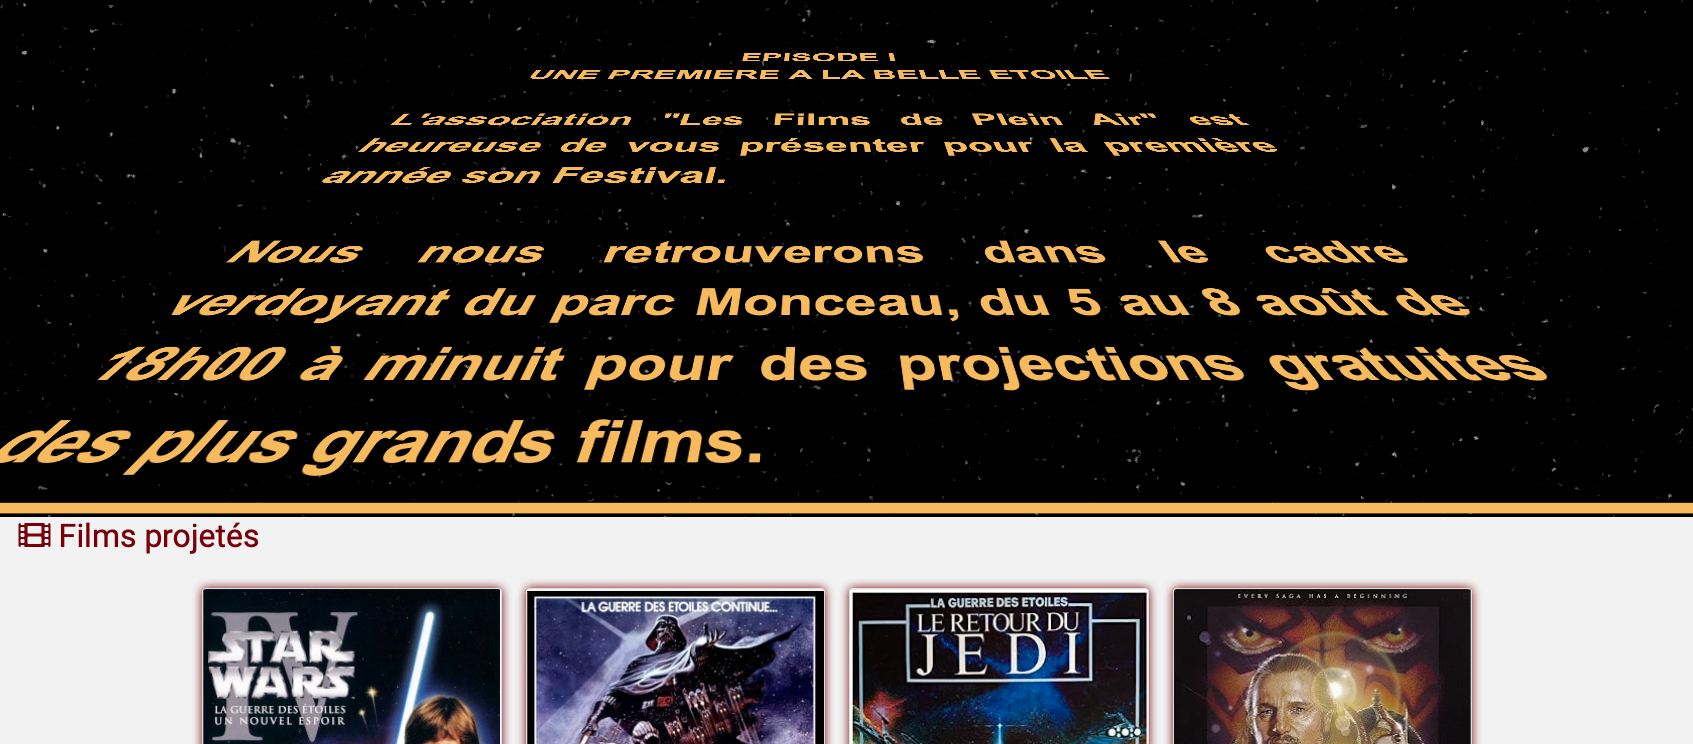 EPISODE I
UNE PREMIERE A LA BELLE ETOILE
L'association "Les Films de Plein Air" est
heureuse de vous présenter pour la première
année son Festival.
Nous nous retrouverons dans le cadre
verdoyant du parc Monceau, du 5 au 8 août de
18h00 à minuit pour des projections gratuites
des plus grands films.
Films projetés
IV
STAR
WARS
LA GUERRE DES ÉTOILES
UN NOUVEL ESPOIR
LA GUERRE DES ETOILES CONTINUE...
LA GUERRE DES ETOILES
LE RETOUR DU
JEDI
EVERY SAGA HAS A BEGINNING